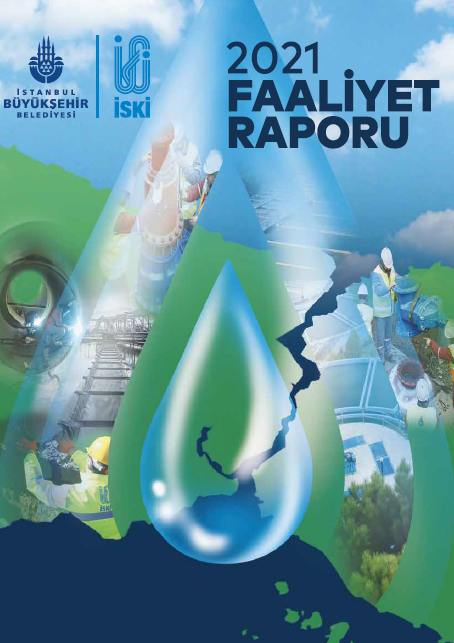 İSTANBUL
BÜYÜKŞEHİR
BELEDİYESİ
İSKİ
2021
FAALİYET
RAPORU